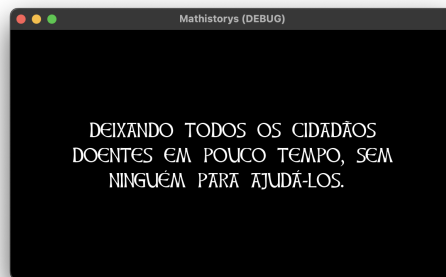 Mathistorys (DEBUG)
DEIXANDO TODOS OS CIDADÃOS
DOENTES EM POUCO TEMPO, SEM
NINGUÉM PARA AJUDÁ-LOS.